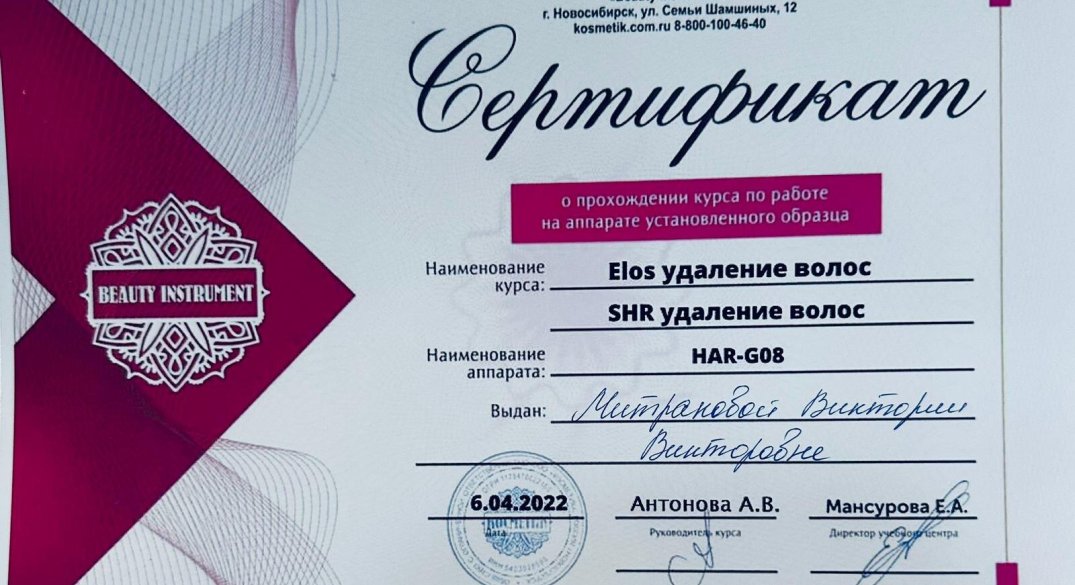 г. Новосибирск, ул. Семьи Шамшиных, 12
kosmetik.com.ru 8-800-100-46-40
Сертификат
о прохождении курса по работе
на аппарате установленного образца
BEAUTY INSTRUMENT
Наименование курса: Elos удаление волос
SHR удаление волос
Наименование аппарата: HAR-G08
Выдан: Митрановой Виктории
Викторовне
6.04.2022 Антонова А.В. Мансурова Е.А.
Дата Руководитель курса Директор учебного центра
KOSMETIK